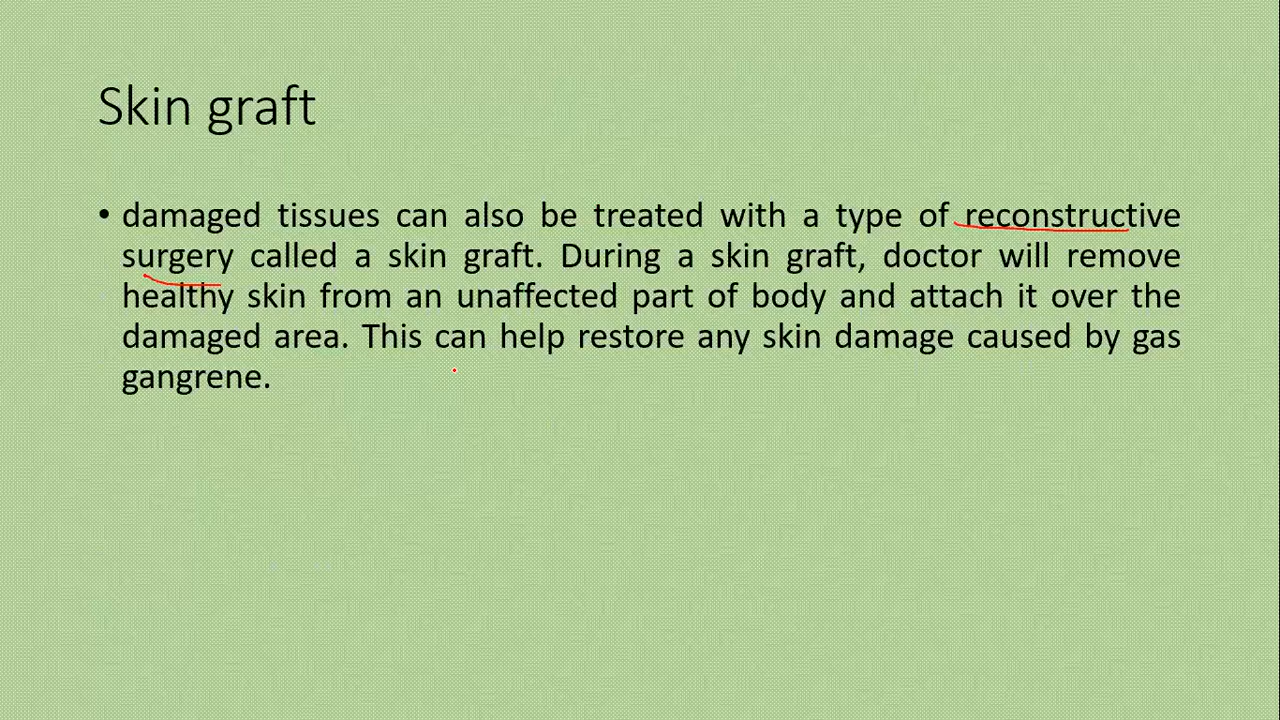 Skin graft
• damaged tissues can also be treated with a type of reconstructive
surgery called a skin graft. During a skin graft, doctor will remove
healthy skin from an unaffected part of body and attach it over the
damaged area. This can help restore any skin damage caused by gas
gangrene.